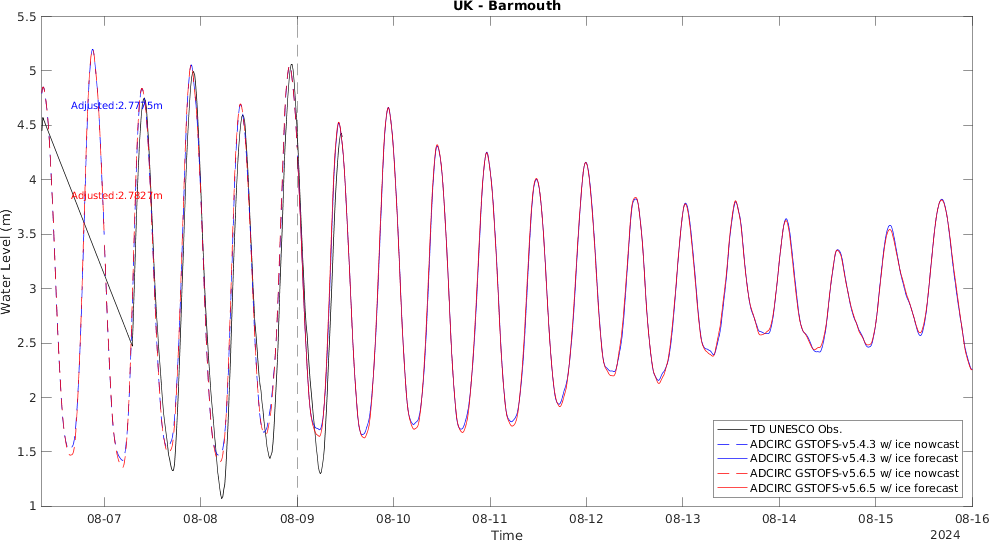 UK - Barmouth
5.5
5
4.5
4
3.5
3
2.5
2
1.5
1
Water Level (m)
Adjusted:2.7775m
Adjusted:2.7827m
TD UNESCO Obs.
ADCIRC GSTOFS-v5.4.3 w/ ice nowcast
ADCIRC GSTOFS-v5.4.3 w/ ice forecast
ADCIRC GSTOFS-v5.6.5 w/ ice nowcast
ADCIRC GSTOFS-v5.6.5 w/ ice forecast
08-07 08-08 08-09 08-10 08-11 08-12 08-13 08-14 08-15 08-16
Time
2024